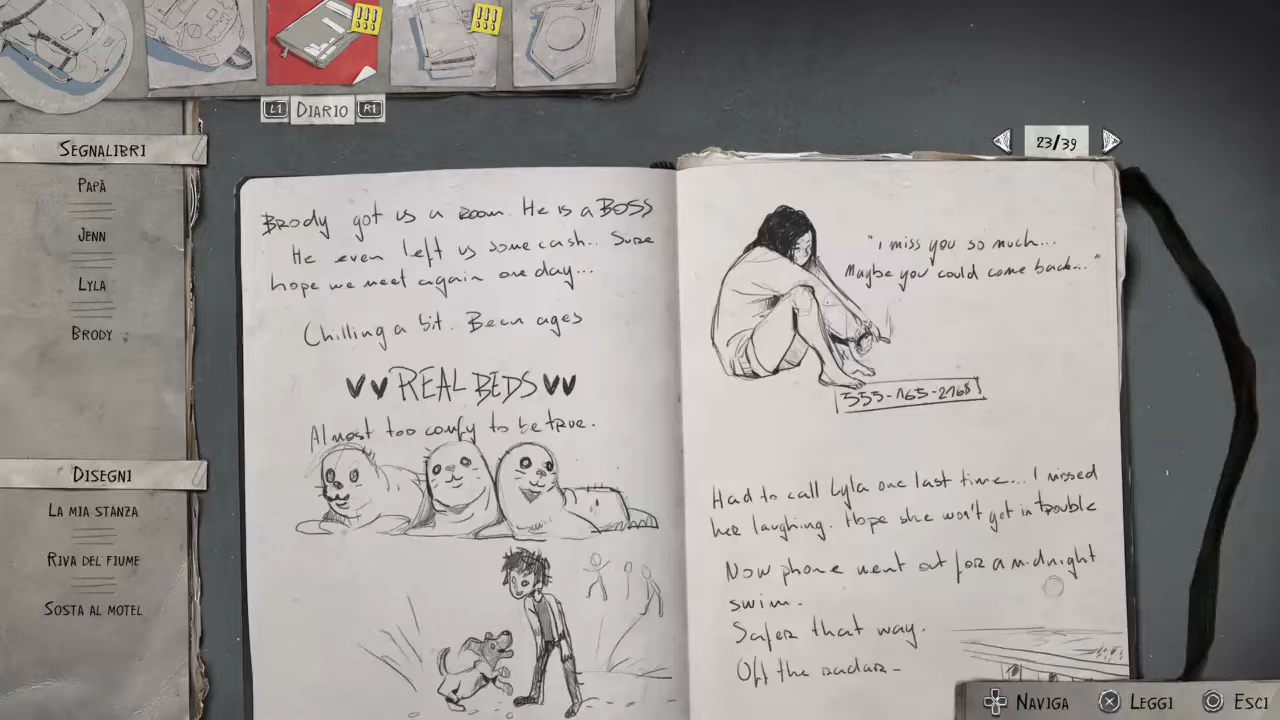 L1 DIARIO R1
SEGNALIBRI
PAPÀ
JENN
LYLA
BRODY
DISEGNI
LA MIA STANZA
RIVA DEL FIUME
SOSTA AL MOTEL
BRODY got us a ROOM. He is a BOSS
He even left us some cash.. Sure
hope we meet again one day...
Chilling a bit. Been ages
REAL BEDS
Almost too comfy to be true.
23/39
"I miss you so much...
Maybe you could come back..."
555-765-2768
Had to call Lyla one last time... I missed
her laughing. Hope she won't get in trouble
Now phone went out for a midnight
swim.
Safer that way.
Off the radar-
NAVIGA LEGGI ESCI